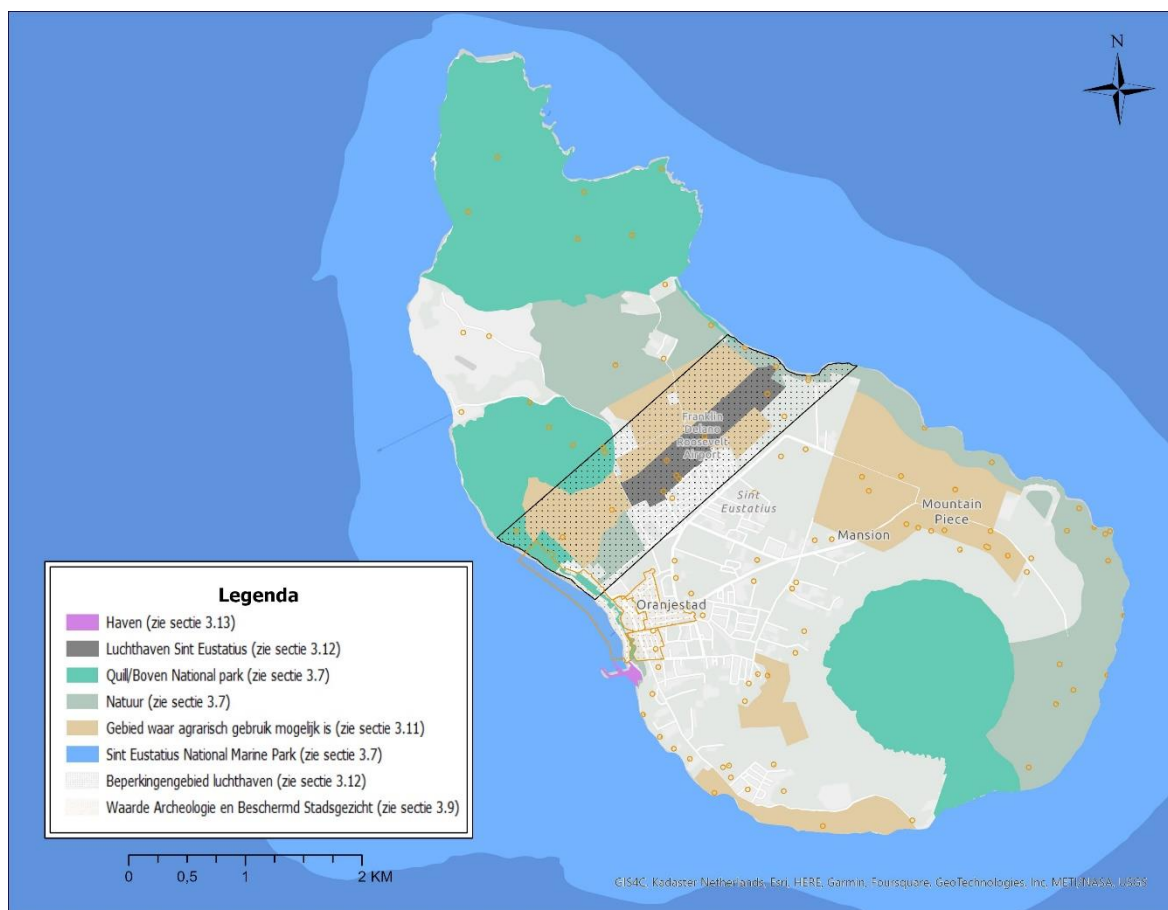 N
Franklin
Delano
Roosevelt
Airport
Sint
Eustatius
Mountain
Piece
Mansion
Oranjestad
Legenda
Haven (zie sectie 3.13)
Luchthaven Sint Eustatius (zie sectie 3.12)
Quill/Boven National park (zie sectie 3.7)
Natuur (zie sectie 3.7)
Gebied waar agrarisch gebruik mogelijk is (zie sectie 3.11)
Sint Eustatius National Marine Park (zie sectie 3.7)
Beperkingengebied luchthaven (zie sectie 3.12)
Waarde Archeologie en Beschermd Stadsgezicht (zie sectie 3.9)
0 0,5 1 2 KM
GIS4C, Kadaster Netherlands, Esri, HERE, Garmin, Foursquare, GeoTechnologies, Inc, METI/NASA, USGS